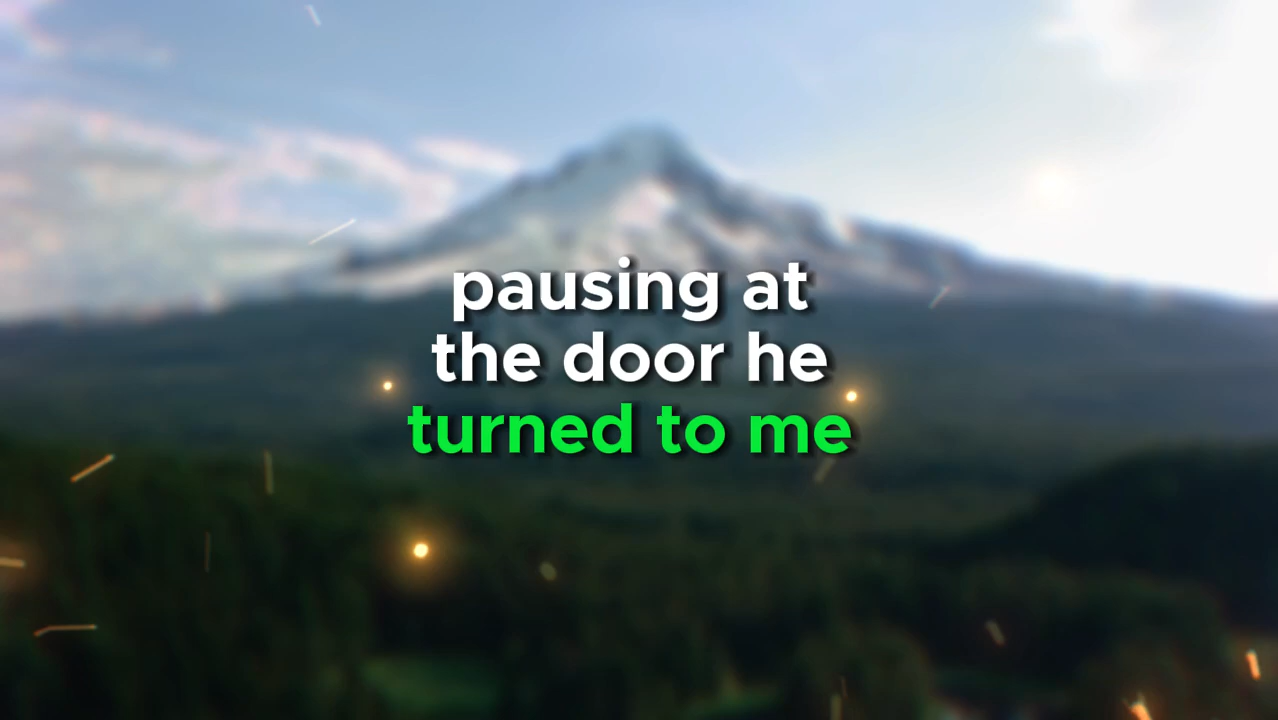 pausing at
the door he
turned to me